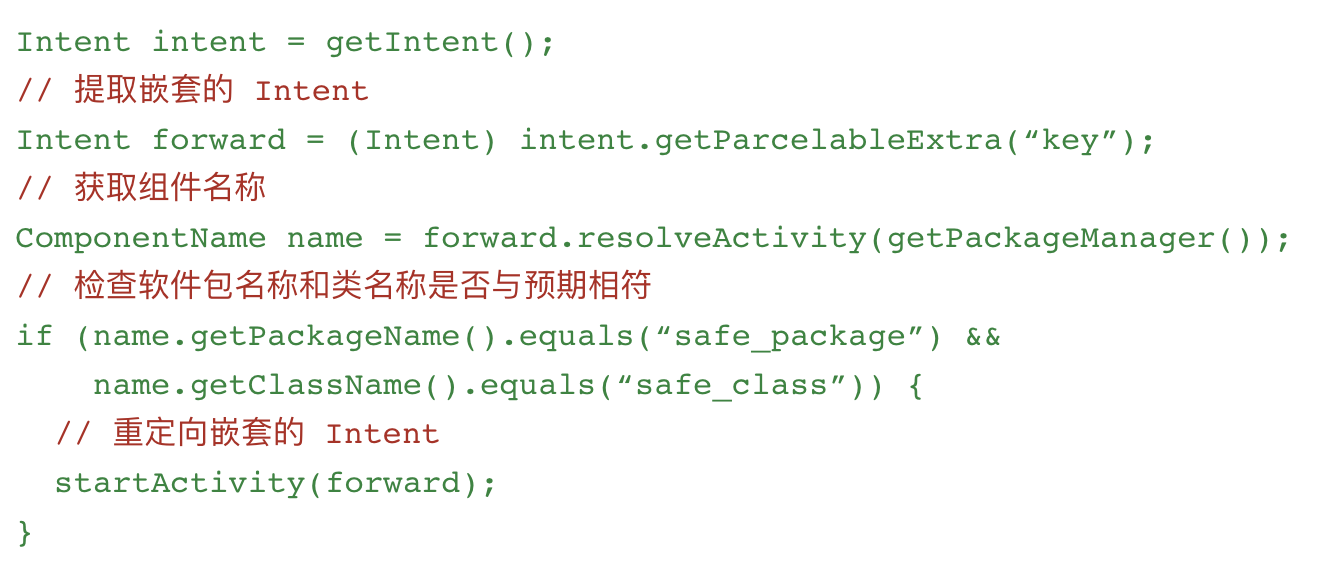 Intent intent = getIntent();
// 提取嵌套的 Intent
Intent forward = (Intent) intent.getParcelableExtra(“key”);
// 获取组件名称
ComponentName name = forward.resolveActivity(getPackageManager());
// 检查软件包名称和类名称是否与预期相符
if (name.getPackageName().equals(“safe_package”) &&
    name.getClassName().equals(“safe_class”)) {
  // 重定向嵌套的 Intent
  startActivity(forward);
}